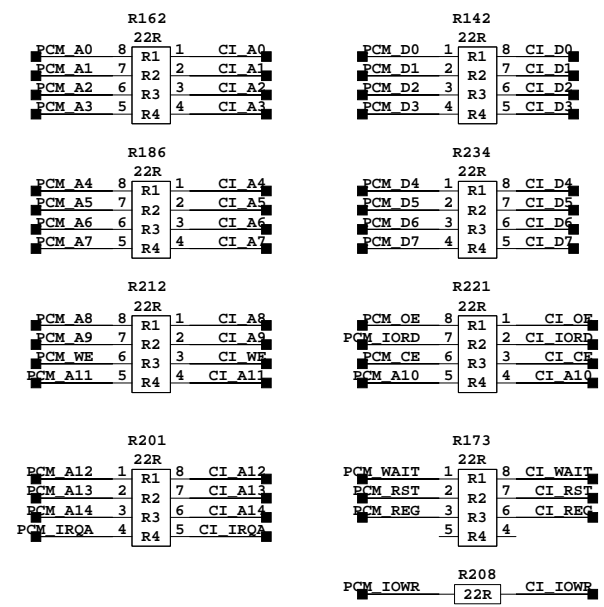 R162
22R
PCM_A0 8 R1 1 CI_A0
PCM_A1 7 R2 2 CI_A1
PCM_A2 6 R3 3 CI_A2
PCM_A3 5 R4 4 CI_A3
R142
22R
PCM_D0 1 R1 8 CI_D0
PCM_D1 2 R2 7 CI_D1
PCM_D2 3 R3 6 CI_D2
PCM_D3 4 R4 5 CI_D3
R186
22R
PCM_A4 8 R1 1 CI_A4
PCM_A5 7 R2 2 CI_A5
PCM_A6 6 R3 3 CI_A6
PCM_A7 5 R4 4 CI_A7
R234
22R
PCM_D4 1 R1 8 CI_D4
PCM_D5 2 R2 7 CI_D5
PCM_D6 3 R3 6 CI_D6
PCM_D7 4 R4 5 CI_D7
R212
22R
PCM_A8 8 R1 1 CI_A8
PCM_A9 7 R2 2 CI_A9
PCM_WE 6 R3 3 CI_WE
PCM_A11 5 R4 4 CI_A11
R221
22R
PCM_OE 8 R1 1 CI_OE
PCM_IORD 7 R2 2 CI_IORD
PCM_CE 6 R3 3 CI_CE
PCM_A10 5 R4 4 CI_A10
R201
22R
PCM_A12 1 R1 8 CI_A12
PCM_A13 2 R2 7 CI_A13
PCM_A14 3 R3 6 CI_A14
PCM_IRQA 4 R4 5 CI_IRQA
R173
22R
PCM_WAIT 1 R1 8 CI_WAIT
PCM_RST 2 R2 7 CI_RST
PCM_REG 3 R3 6 CI_REG
5 R4 4
R208
PCM_IOWR 22R CI_IOWR